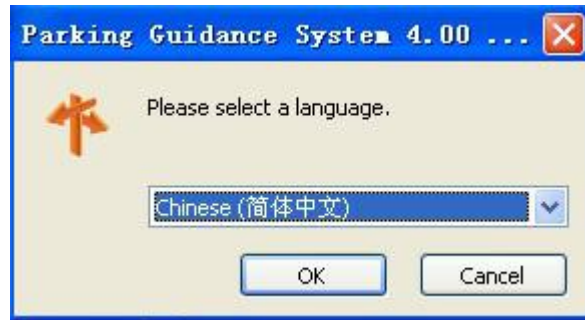 Parking Guidance System 4.00 ...
Please select a language.
Chinese (简体中文)
OK
Cancel